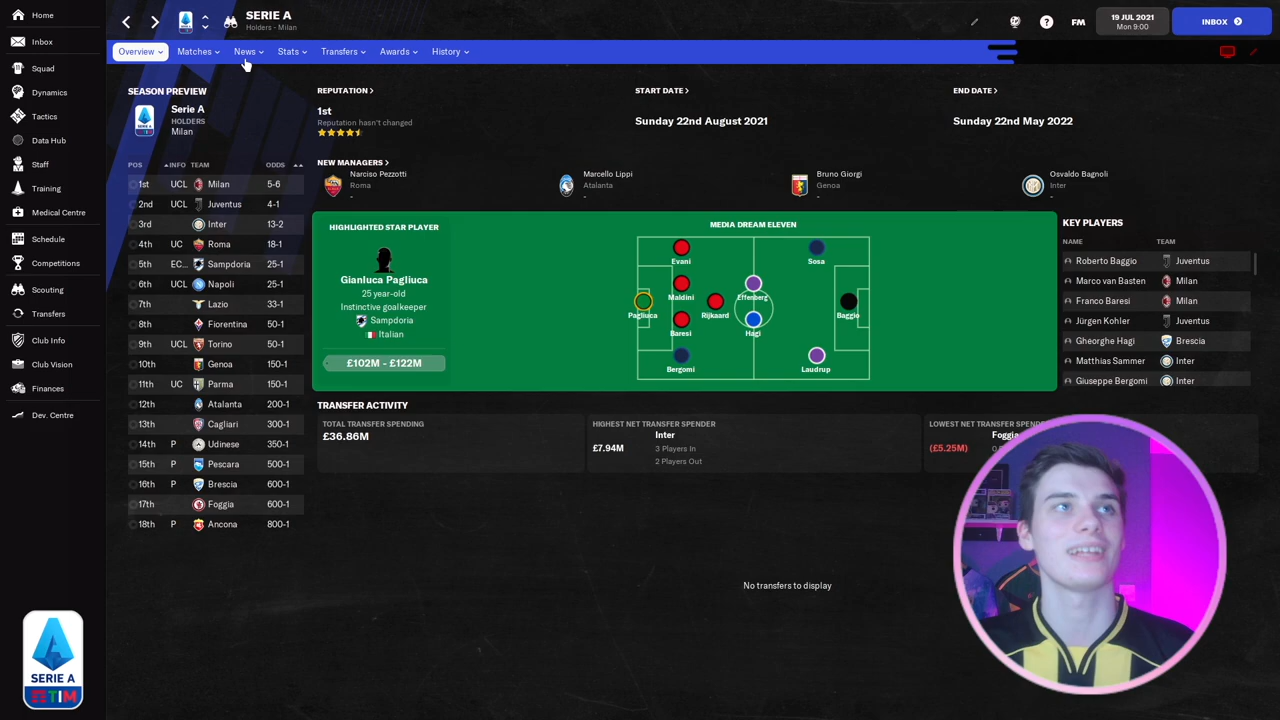 Home
Inbox
Squad
Dynamics
Tactics
Data Hub
Staff
Training
Medical Centre
Schedule
Competitions
Scouting
Transfers
Club Info
Club Vision
Finances
Dev. Centre
SERIE A
TIM
SERIE A
Holders - Milan
FM
19 JUL 2021
Mon 9:00
INBOX
Overview Matches News Stats Transfers Awards History
SEASON PREVIEW
Serie A
HOLDERS
Milan
POS INFO TEAM ODDS
1st UCL Milan 5-6
2nd UCL Juventus 4-1
3rd Inter 13-2
4th UC Roma 18-1
5th EC... Sampdoria 25-1
6th UCL Napoli 25-1
7th Lazio 33-1
8th Fiorentina 50-1
9th UCL Torino 50-1
10th Genoa 150-1
11th UC Parma 150-1
12th Atalanta 200-1
13th Cagliari 300-1
14th P Udinese 350-1
15th P Pescara 500-1
16th P Brescia 600-1
17th Foggia 600-1
18th P Ancona 800-1
REPUTATION >
1st
Reputation hasn't changed
START DATE >
Sunday 22nd August 2021
END DATE >
Sunday 22nd May 2022
NEW MANAGERS >
Narciso Pezzotti
Roma
-
Marcello Lippi
Atalanta
-
Bruno Giorgi
Genoa
-
Osvaldo Bagnoli
Inter
-
HIGHLIGHTED STAR PLAYER
Gianluca Pagliuca
25 year-old
Instinctive goalkeeper
Sampdoria
Italian
£102M - £122M
MEDIA DREAM ELEVEN
Evani
Sosa
Maldini
Effenberg
Pagliuca
Rijkaard
Baggio
Baresi
Hagi
Bergomi
Laudrup
KEY PLAYERS
NAME TEAM
Roberto Baggio Juventus
Marco van Basten Milan
Franco Baresi Milan
Jürgen Kohler Juventus
Gheorghe Hagi Brescia
Matthias Sammer Inter
Giuseppe Bergomi Inter
TRANSFER ACTIVITY
TOTAL TRANSFER SPENDING
£36.86M
HIGHEST NET TRANSFER SPENDER
£7.94M
Inter
3 Players In
2 Players Out
LOWEST NET TRANSFER
(£5.25M)
Foggia
No transfers to display